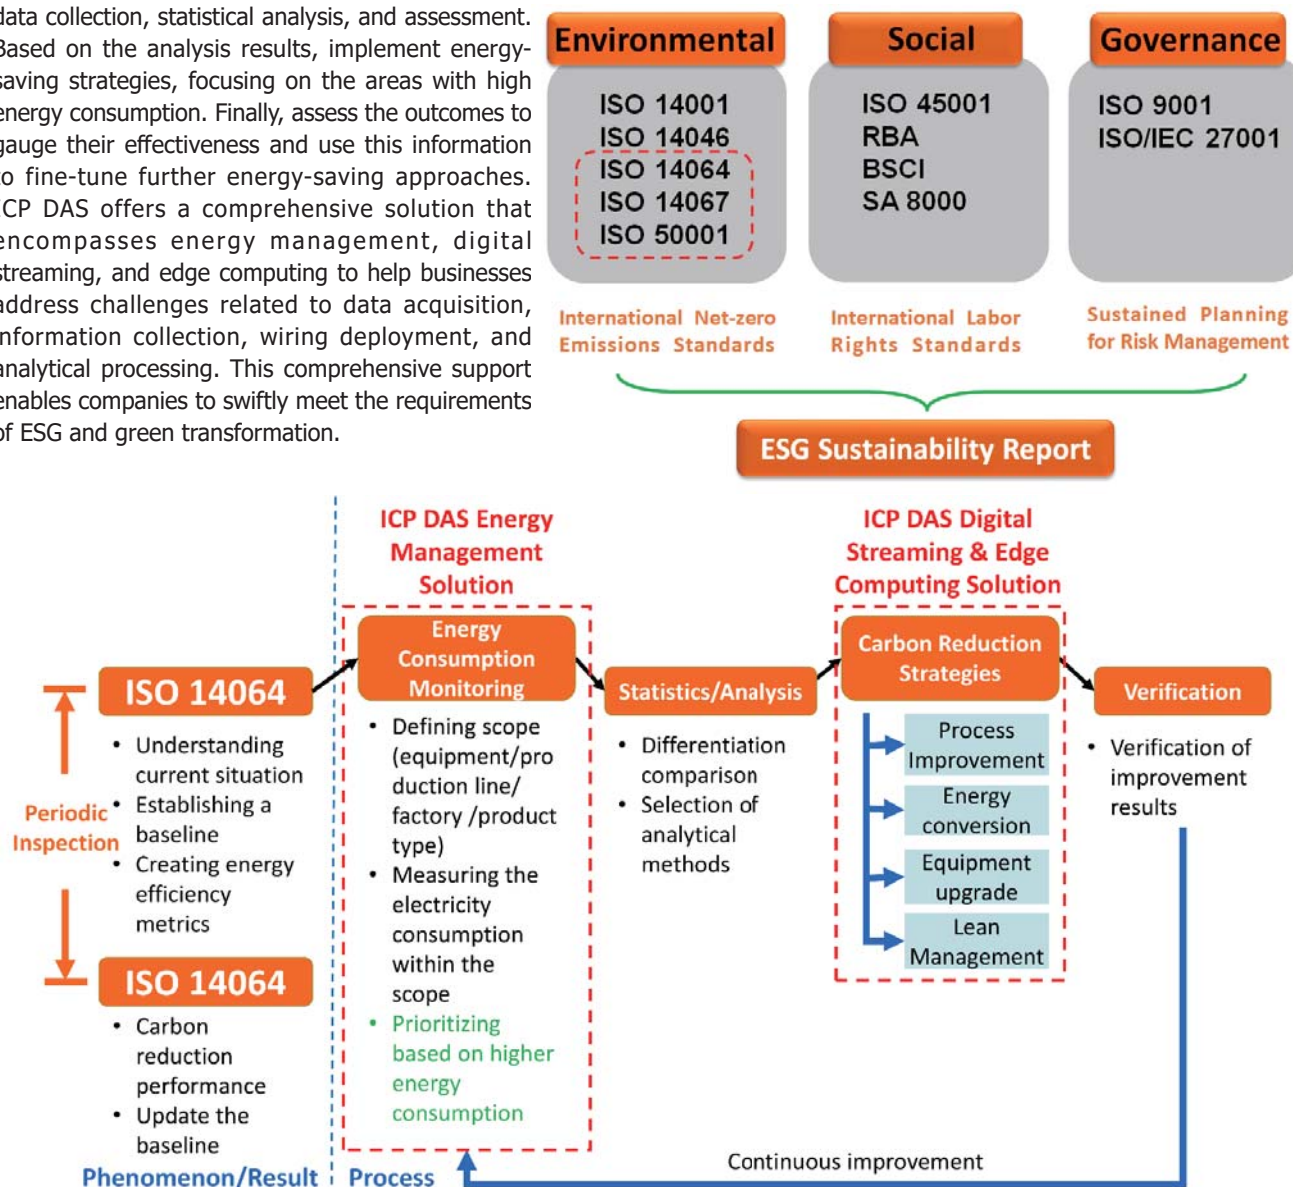 data collection, statistical analysis, and assessment.
Based on the analysis results, implement energy-
saving strategies, focusing on the areas with high
energy consumption. Finally, assess the outcomes to
gauge their effectiveness and use this information
to fine-tune further energy-saving approaches.
ICP DAS offers a comprehensive solution that
encompasses energy management, digital
streaming, and edge computing to help businesses
address challenges related to data acquisition,
information collection, wiring deployment, and
analytical processing. This comprehensive support
enables companies to swiftly meet the requirements
of ESG and green transformation.
Environmental
ISO 14001
ISO 14046
ISO 14064
ISO 14067
ISO 50001
International Net-zero
Emissions Standards
Social
ISO 45001
RBA
BSCI
SA 8000
International Labor
Rights Standards
Governance
ISO 9001
ISO/IEC 27001
Sustained Planning
for Risk Management
ESG Sustainability Report
Periodic
Inspection
ISO 14064
• Understanding
current situation
• Establishing a
baseline
• Creating energy
efficiency
metrics
ISO 14064
• Carbon
reduction
performance
• Update the
baseline
Phenomenon/Result
ICP DAS Energy
Management
Solution
Energy
Consumption
Monitoring
• Defining scope
(equipment/pro
duction line/
factory /product
type)
• Measuring the
electricity
consumption
within the
scope
• Prioritizing
based on higher
energy
consumption
Process
Statistics/Analysis
• Differentiation
comparison
• Selection of
analytical
methods
ICP DAS Digital
Streaming & Edge
Computing Solution
Carbon Reduction
Strategies
Process
Improvement
Energy
conversion
Equipment
upgrade
Lean
Management
Verification
• Verification of
improvement
results
Continuous improvement